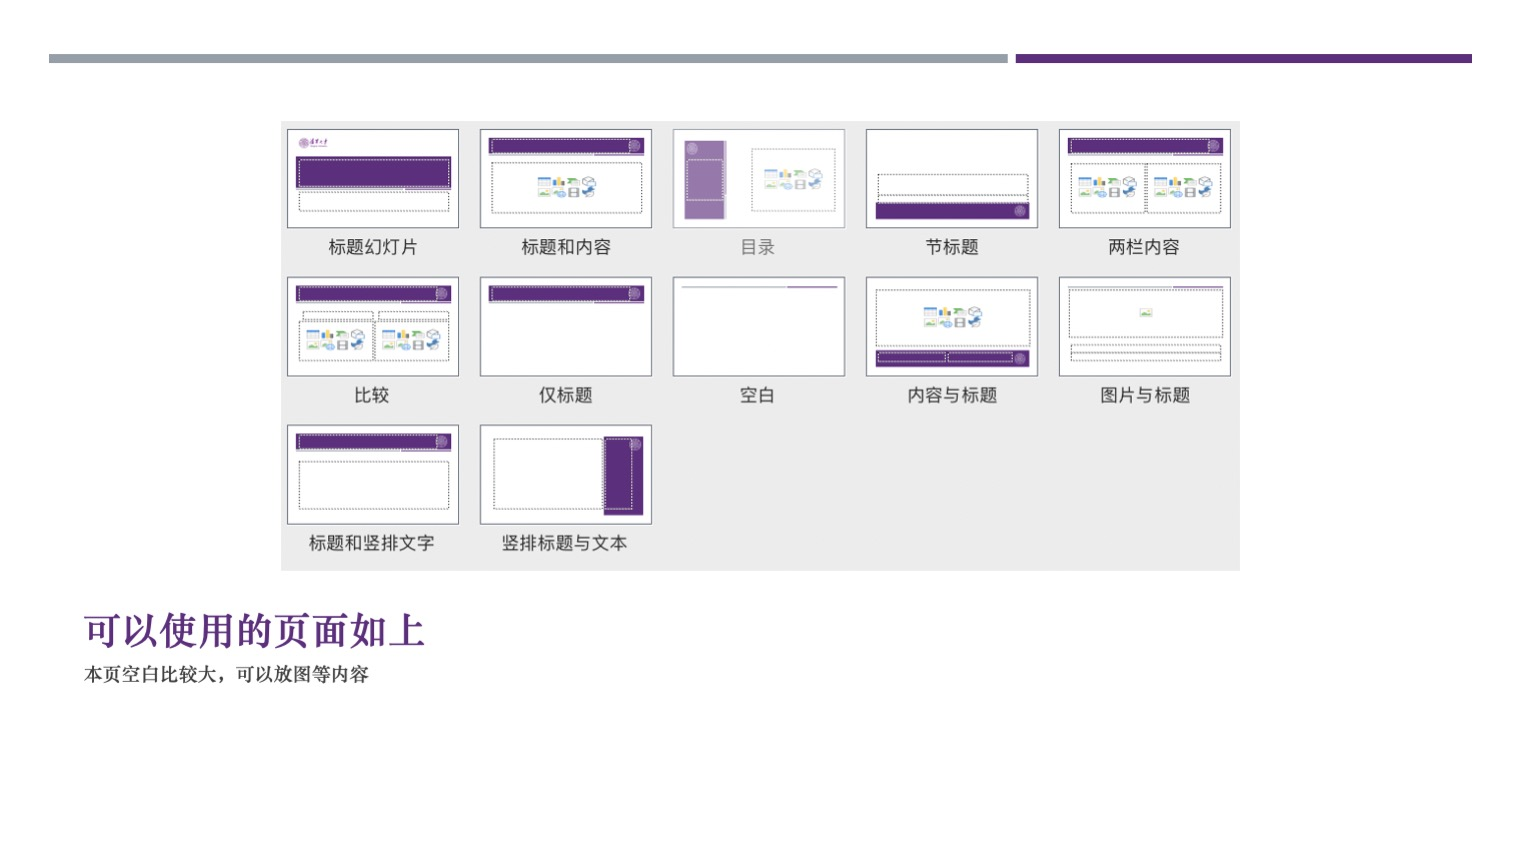 标题幻灯片
标题和内容
目录
节标题
两栏内容
比较
仅标题
空白
内容与标题
图片与标题
标题和竖排文字
竖排标题与文本
可以使用的页面如上
本页空白比较大，可以放图等内容